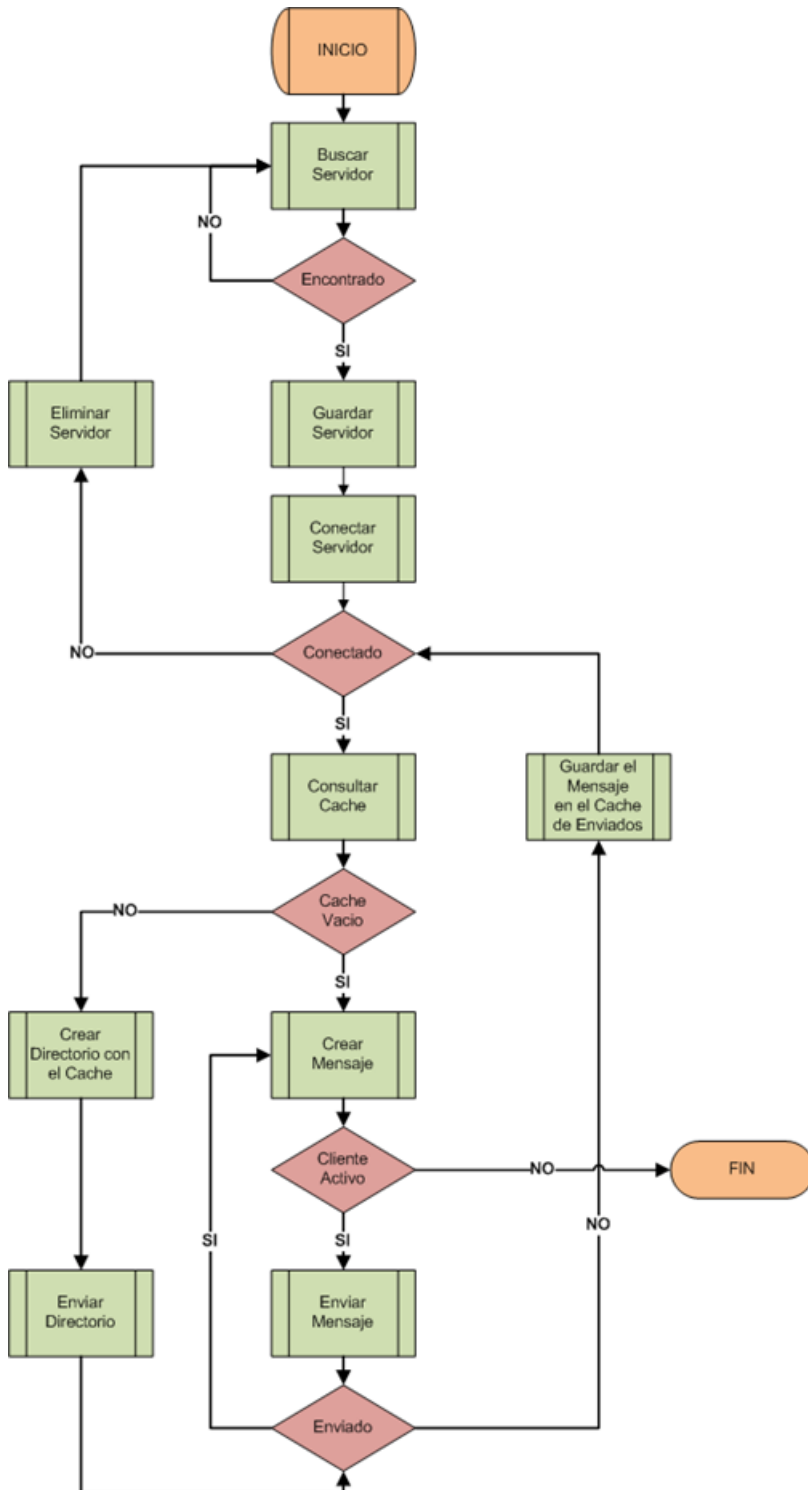 INICIO
Buscar
Servidor
NO
Encontrado
SI
Eliminar
Servidor
Guardar
Servidor
Conectar
Servidor
NO
Conectado
SI
Consultar
Cache
Guardar el
Mensaje
en el Cache
de Enviados
NO
Cache
Vacio
SI
Crear
Directorio con
el Cache
Crear
Mensaje
Cliente
Activo
NO
FIN
SI
SI
NO
Enviar
Directorio
Enviar
Mensaje
Enviado